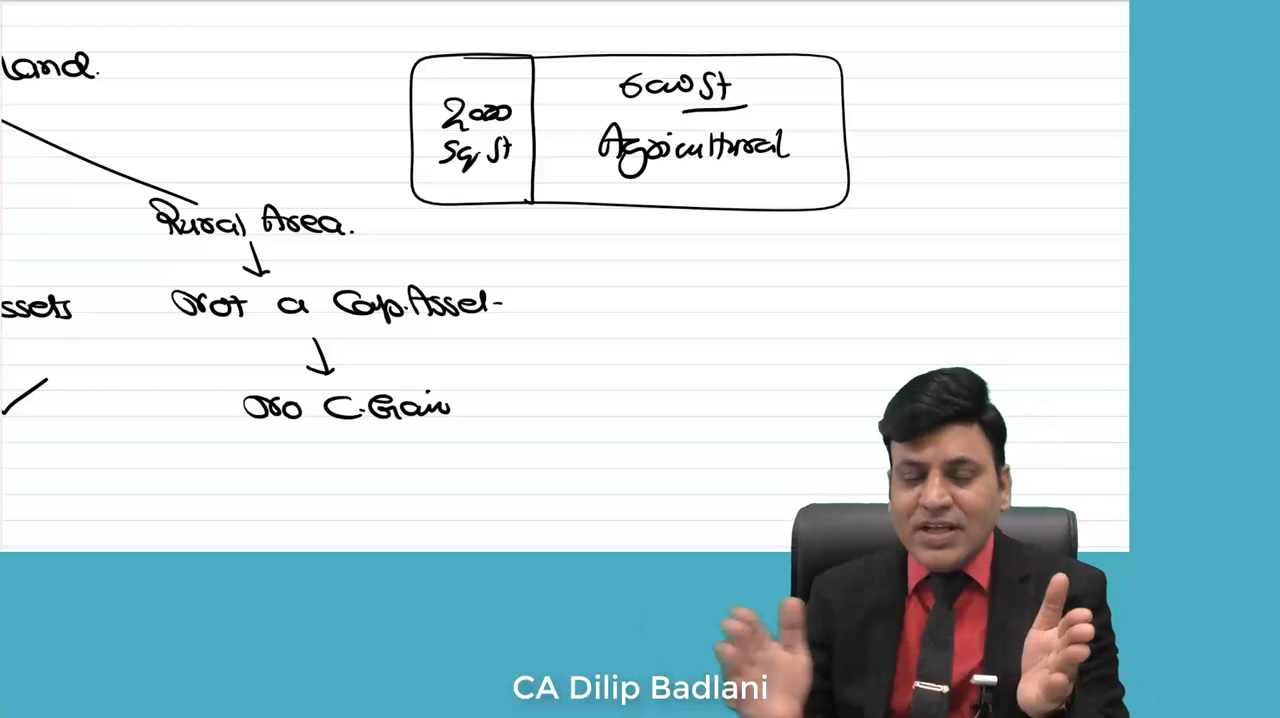 Land.
2000
Sq ft
6000 ft
Agricultural
Rural Area.
ssets
Not a Cap. Asset
No C. Gain
CA Dilip Badlani